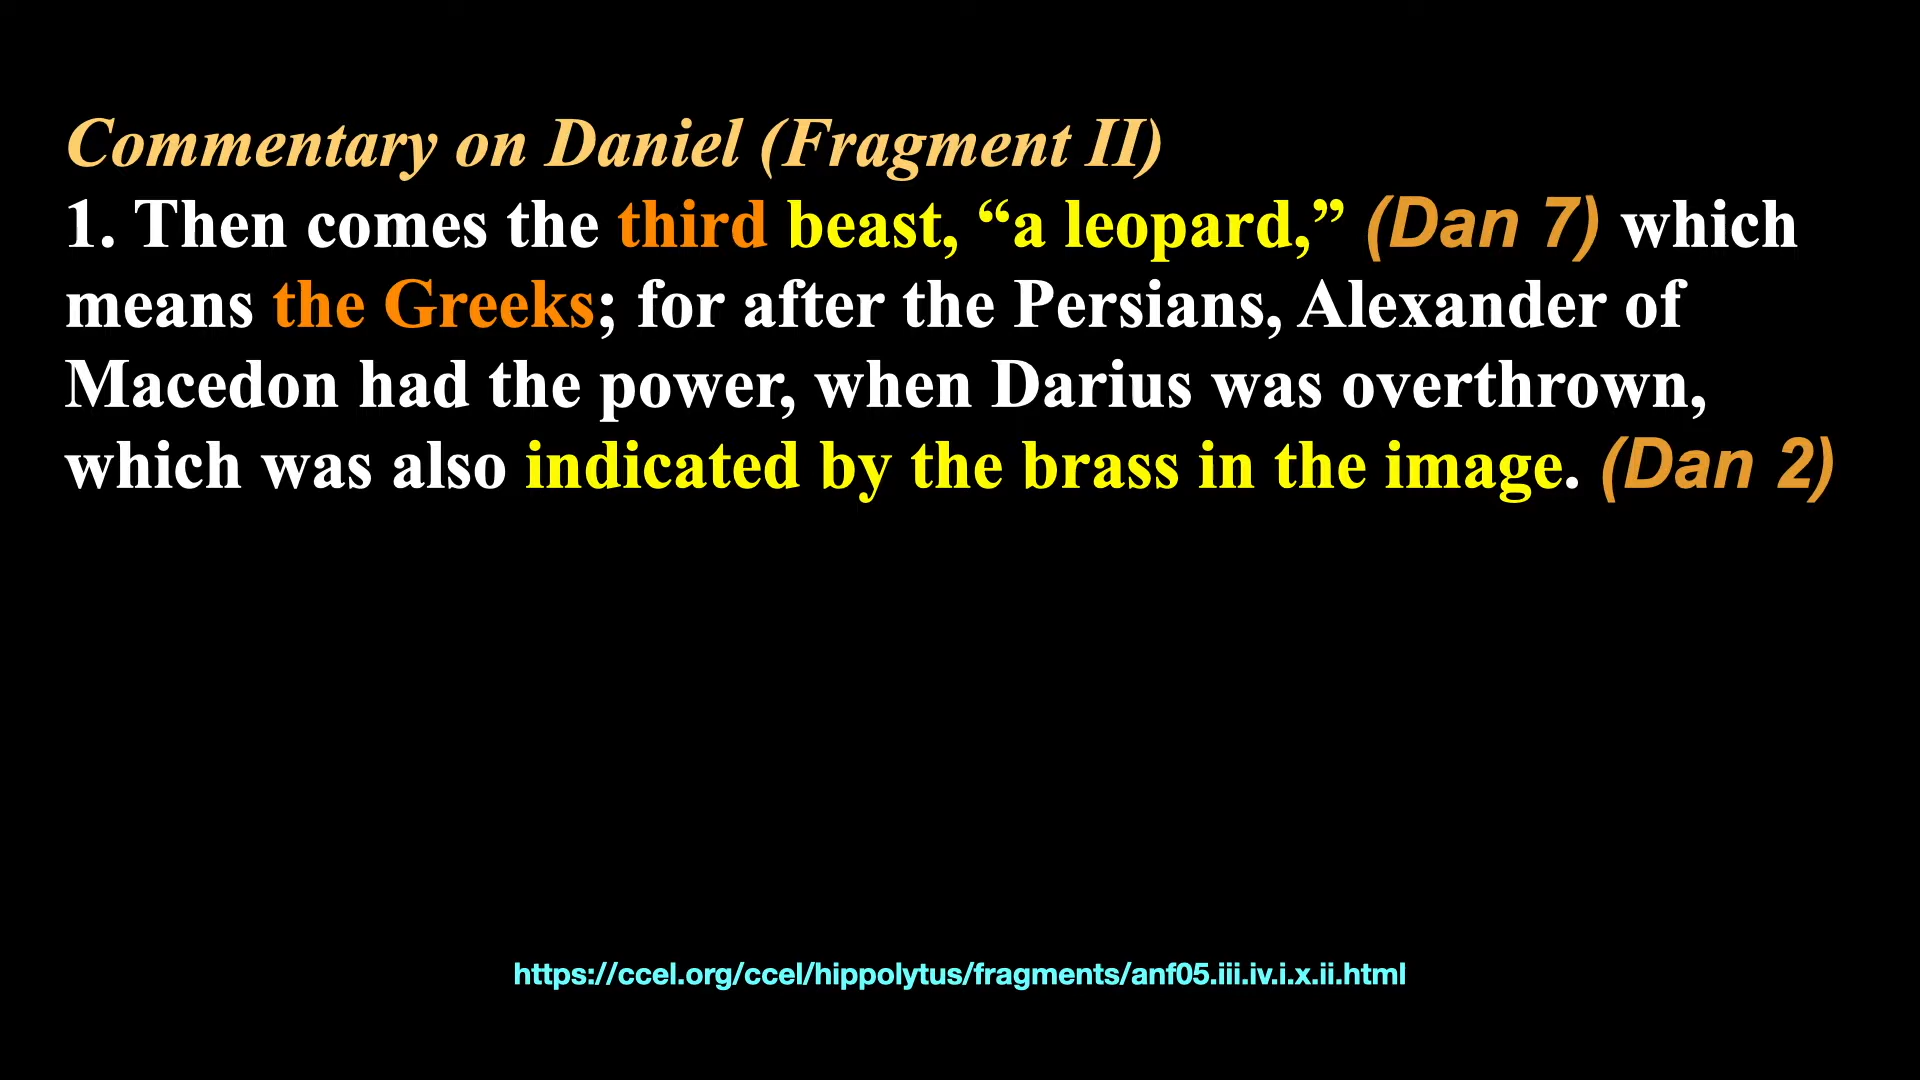 Commentary on Daniel (Fragment II)
1. Then comes the third beast, “a leopard,” (Dan 7) which
means the Greeks; for after the Persians, Alexander of
Macedon had the power, when Darius was overthrown,
which was also indicated by the brass in the image. (Dan 2)
https://ccel.org/ccel/hippolytus/fragments/anf05.iii.iv.i.x.ii.html